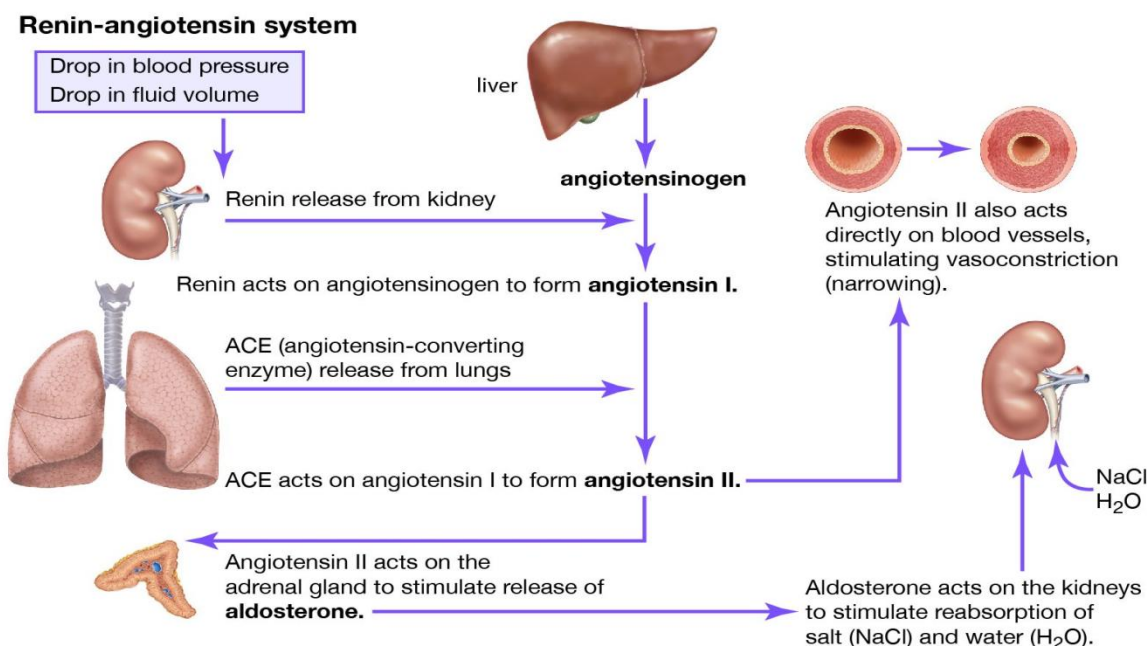 Renin-angiotensin system
Drop in blood pressure
Drop in fluid volume
liver
angiotensinogen
Renin release from kidney
Renin acts on angiotensinogen to form angiotensin I.
ACE (angiotensin-converting
enzyme) release from lungs
ACE acts on angiotensin I to form angiotensin II.
Angiotensin II also acts
directly on blood vessels,
stimulating vasoconstriction
(narrowing).
Angiotensin II acts on the
adrenal gland to stimulate release of
aldosterone.
NaCl
H₂O
Aldosterone acts on the kidneys
to stimulate reabsorption of
salt (NaCl) and water (H₂O).